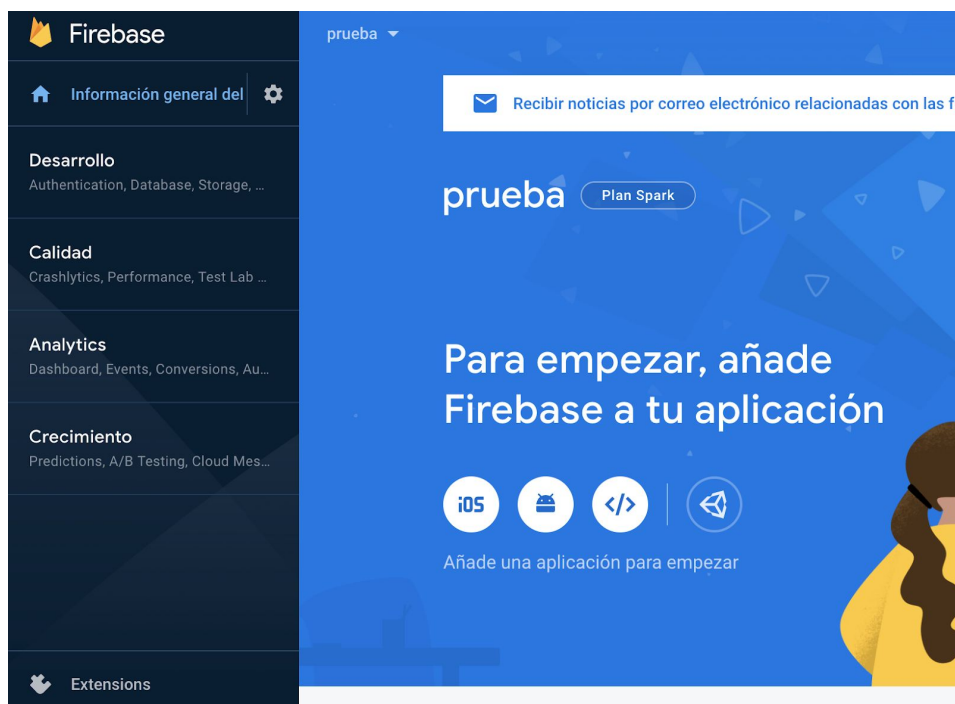 Firebase
Información general del
Desarrollo
Authentication, Database, Storage, ...
Calidad
Crashlytics, Performance, Test Lab ...
Analytics
Dashboard, Events, Conversions, Au...
Crecimiento
Predictions, A/B Testing, Cloud Mes...
Extensions
prueba
Recibir noticias por correo electrónico relacionadas con las f
prueba
Plan Spark
Para empezar, añade
Firebase a tu aplicación
iOS
</>
Añade una aplicación para empezar